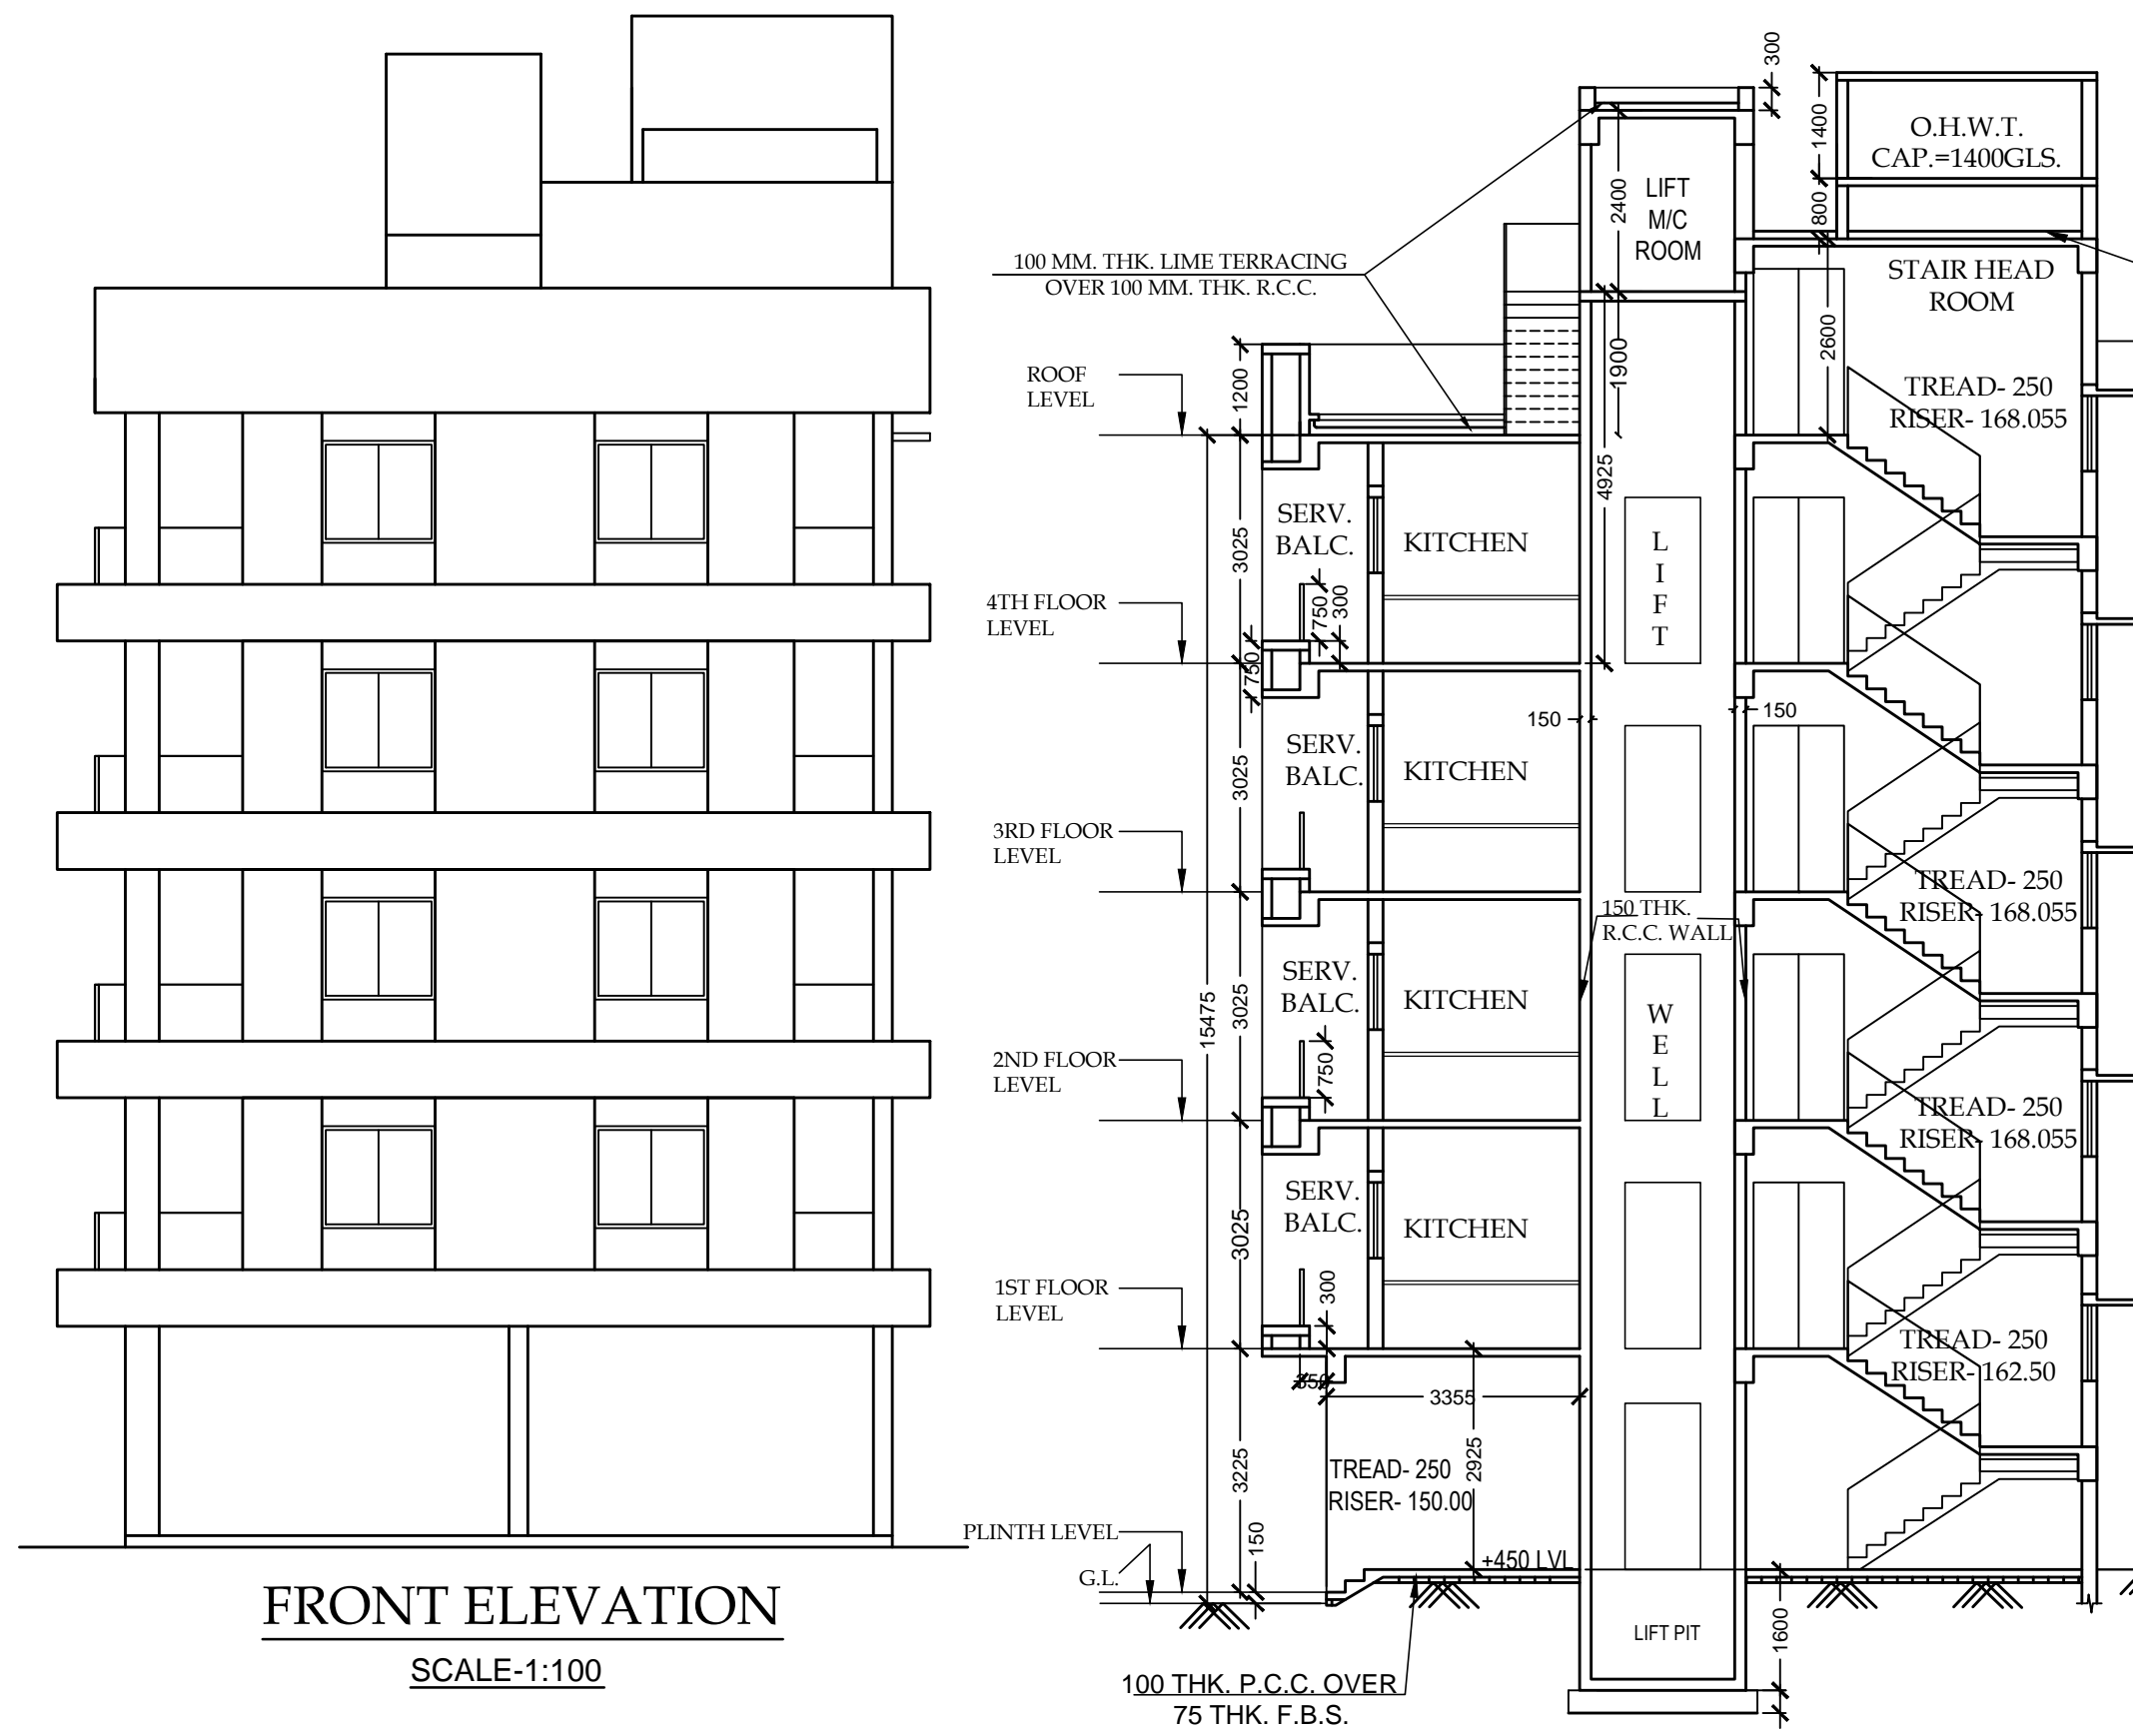 FRONT ELEVATION
SCALE-1:100
300
1400
O.H.W.T.
CAP.=1400GLS.
LIFT
M/C
ROOM
2400
800
100 MM. THK. LIME TERRACING
OVER 100 MM. THK. R.C.C.
STAIR HEAD
ROOM
2600
1900
1200
ROOF
LEVEL
TREAD- 250
RISER- 168.055
4925
SERV.
BALC.
KITCHEN
3025
L
I
F
T
4TH FLOOR
LEVEL
750
300
750
150
150
SERV.
BALC.
KITCHEN
3025
3RD FLOOR
LEVEL
TREAD- 250
RISER- 168.055
150 THK.
R.C.C. WALL
SERV.
BALC.
KITCHEN
3025
15475
W
E
L
L
2ND FLOOR
LEVEL
750
TREAD- 250
RISER- 168.055
SERV.
BALC.
KITCHEN
3025
1ST FLOOR
LEVEL
300
TREAD- 250
RISER- 162.50
350
3355
2925
3225
TREAD- 250
RISER- 150.00
PLINTH LEVEL
150
+450 LVL
G.L.
1600
LIFT PIT
100 THK. P.C.C. OVER
75 THK. F.B.S.